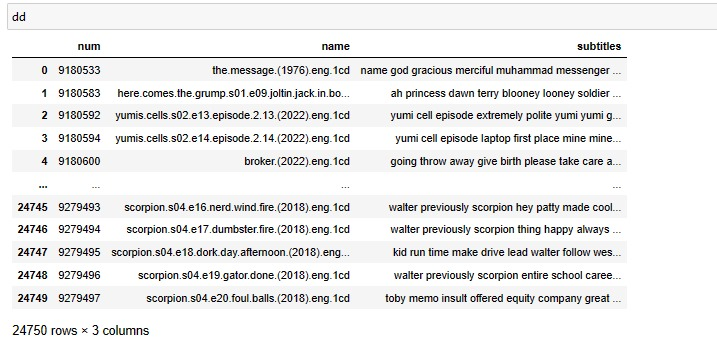 dd
num name subtitles
0 9180533 the.message.(1976).eng.1cd name god gracious merciful muhammad messenger ...
1 9180583 here.comes.the.grump.s01.e09.joltin.jack.in.bo... ah princess dawn terry blooney looney soldier ...
2 9180592 yumis.cells.s02.e13.episode.2.13.(2022).eng.1cd yumi cell episode extremely polite yumi yumi g...
3 9180594 yumis.cells.s02.e14.episode.2.14.(2022).eng.1cd yumi cell episode laptop first place mine mine...
4 9180600 broker.(2022).eng.1cd going throw away give birth please take care a...
... ... ... ...
24745 9279493 scorpion.s04.e16.nerd.wind.fire.(2018).eng.1cd walter previously scorpion hey patty made cool...
24746 9279494 scorpion.s04.e17.dumbster.fire.(2018).eng.1cd walter previously scorpion thing happy always ...
24747 9279495 scorpion.s04.e18.dork.day.afternoon.(2018).eng... kid run time make drive lead walter follow wes...
24748 9279496 scorpion.s04.e19.gator.done.(2018).eng.1cd walter previously scorpion entire school caree...
24749 9279497 scorpion.s04.e20.foul.balls.(2018).eng.1cd toby memo insult offered equity company great ...
24750 rows × 3 columns